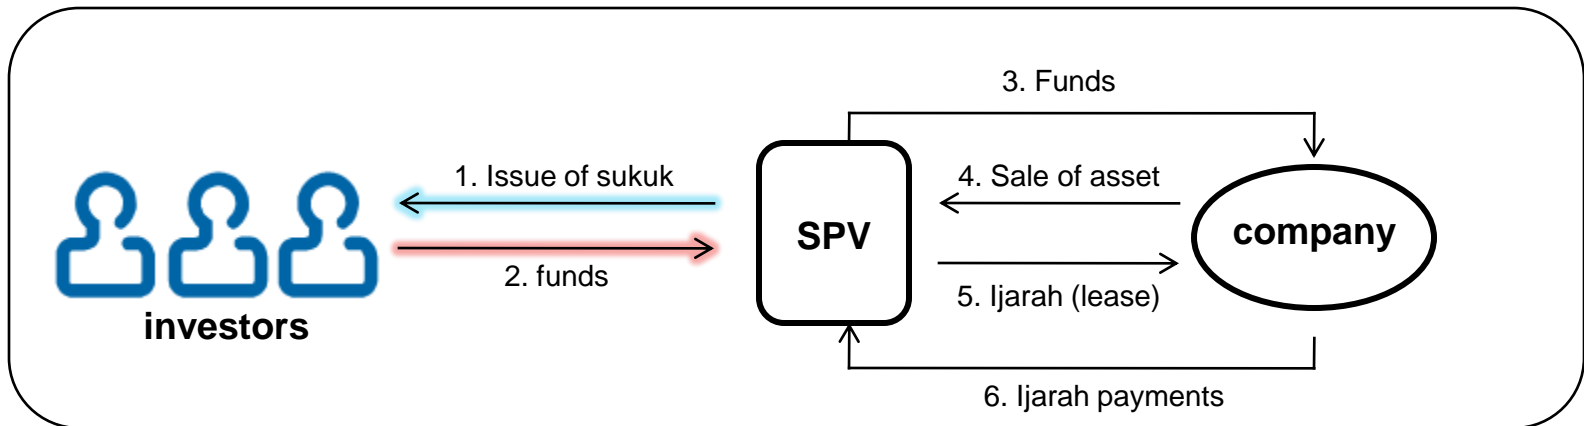 3. Funds
1. Issue of sukuk
4. Sale of asset
SPV
company
2. funds
5. Ijarah (lease)
investors
6. Ijarah payments